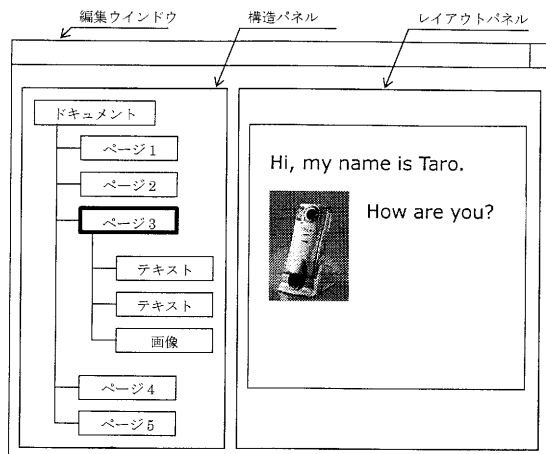 編集ウインドウ
構造パネル
レイアウトパネル
ドキュメント
ページ1
ページ2
ページ3
テキスト
テキスト
画像
ページ4
ページ5
Hi, my name is Taro.
How are you?